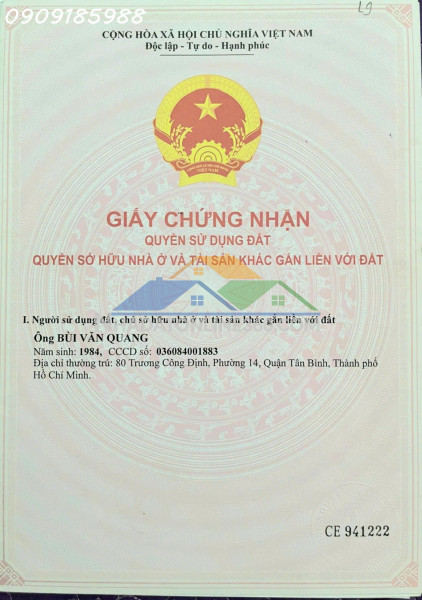 0909185988
L9
CỘNG HÒA XÃ HỘI CHỦ NGHĨA VIỆT NAM
Độc lập - Tự do - Hạnh phúc
VIỆT NAM
GIẤY CHỨNG NHẬN
QUYỀN SỬ DỤNG ĐẤT
QUYỀN SỞ HỮU NHÀ Ở VÀ TÀI SẢN KHÁC GẮN LIỀN VỚI ĐẤT
I. Người sử dụng đất, chủ sở hữu nhà ở và tài sản khác gắn liền với đất
Ông BÙI VĂN QUANG
Năm sinh: 1984, CCCD số: 036084001883
Địa chỉ thường trú: 80 Trương Công Định, Phường 14, Quận Tân Bình, Thành phố
Hồ Chí Minh.
CE 941222